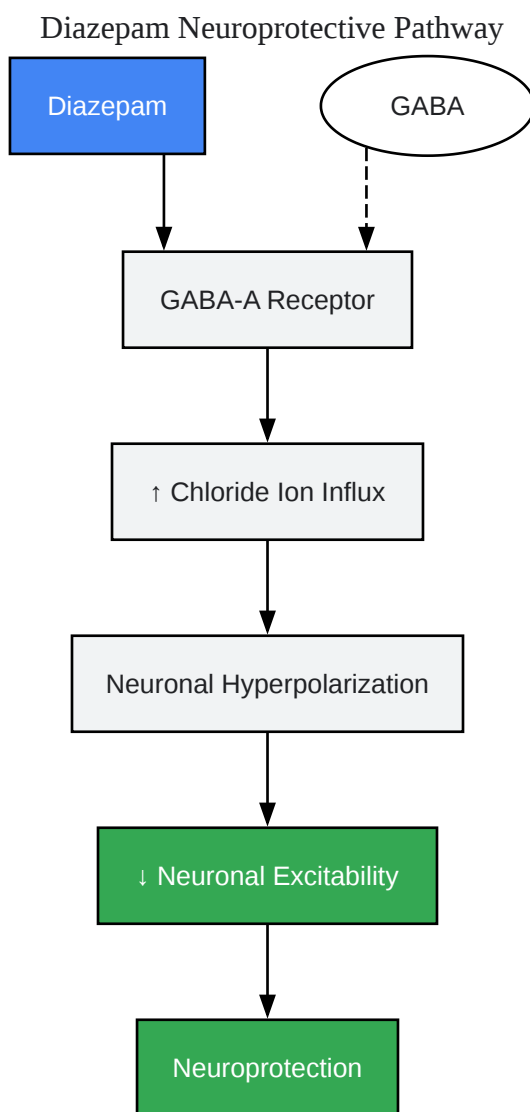 Diazepam Neuroprotective Pathway
Diazepam
GABA
GABA-A Receptor
↑ Chloride Ion Influx
Neuronal Hyperpolarization
↓ Neuronal Excitability
Neuroprotection